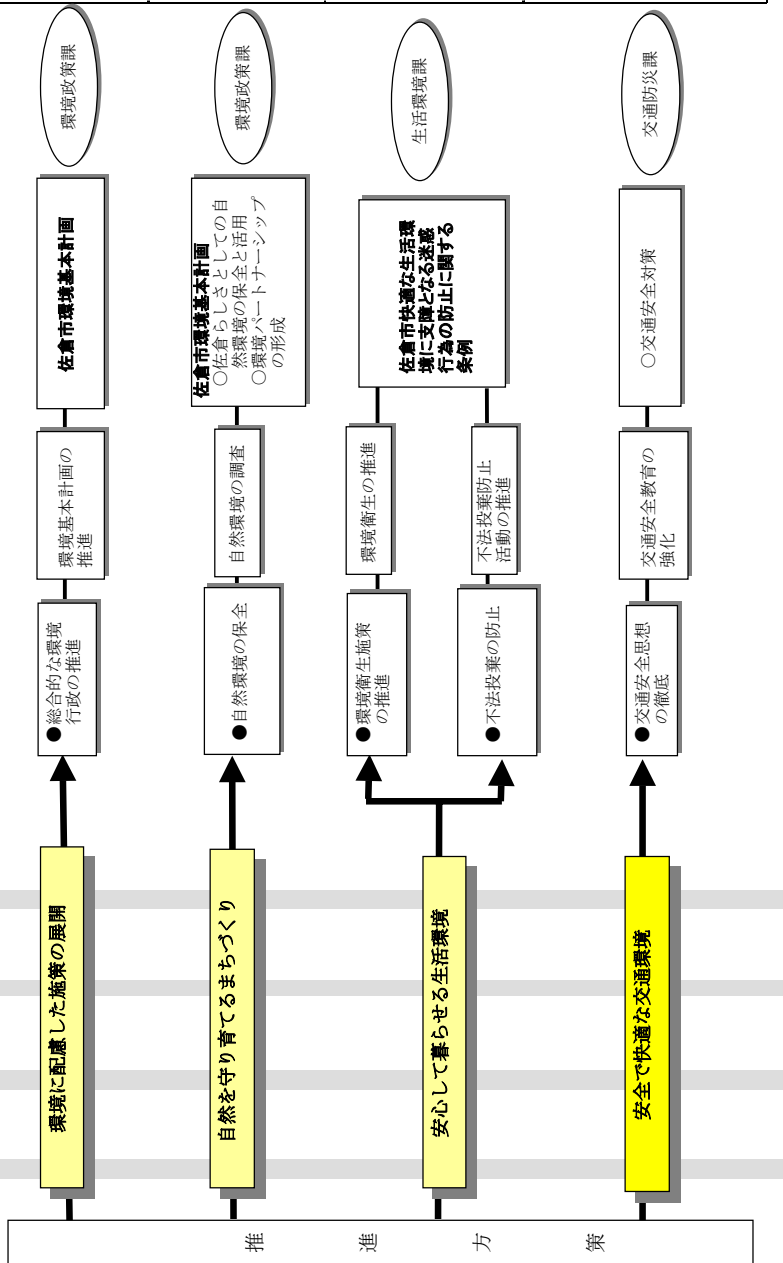 推進方策
環境に配慮した施策の展開
●総合的な環境
行政の推進
環境基本計画の
推進
佐倉市環境基本計画
環境政策課
自然を守り育てるまちづくり
●自然環境の保全
自然環境の調査
佐倉市環境基本計画
○佐倉らしさとしての自
然環境の保全と活用
○環境パートナーシップ
の形成
環境政策課
安心して暮らせる生活環境
●環境衛生施策
の推進
環境衛生の推進
●不法投棄の防止
不法投棄防止
活動の推進
佐倉市快適な生活環
境に支障となる迷惑
行為の防止に関する
条例
生活環境課
安全で快適な交通環境
●交通安全思想
の徹底
交通安全教育の
強化
○交通安全対策
交通防災課